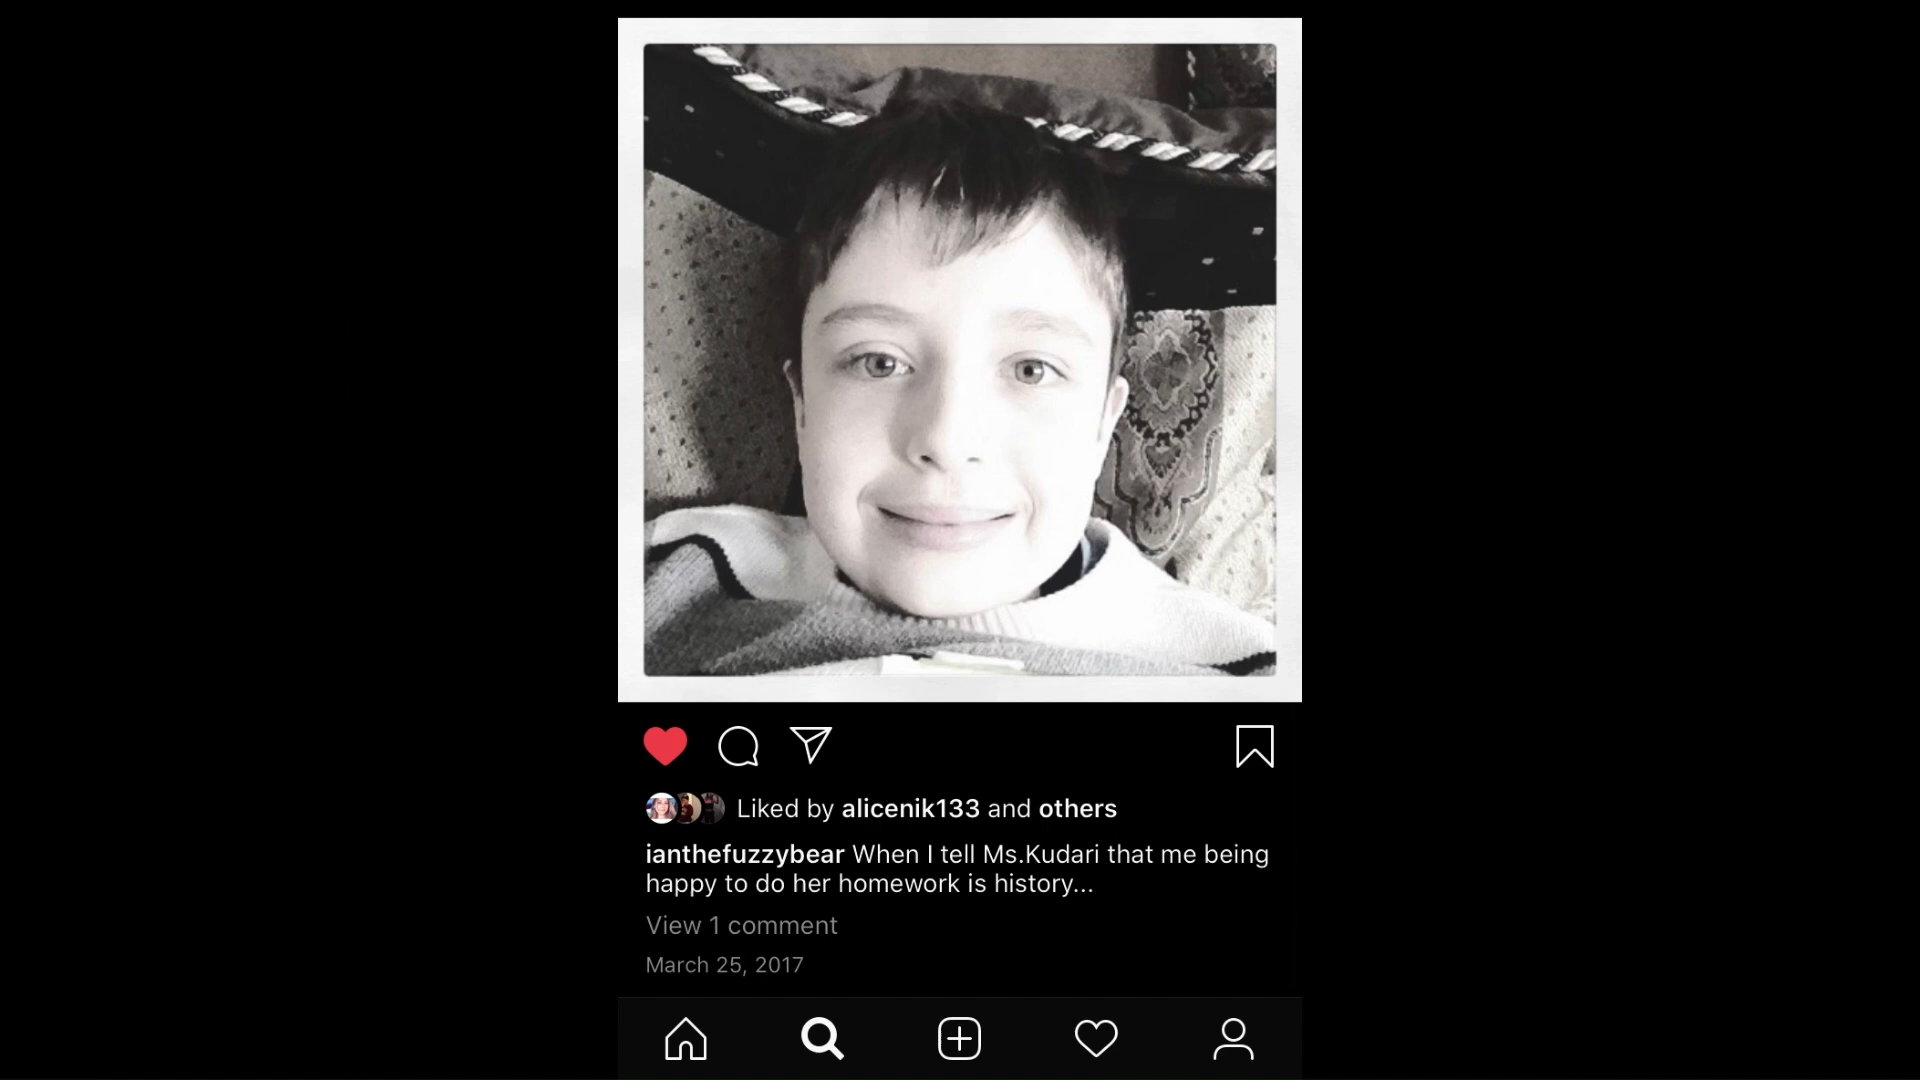 Liked by alicenik133 and others
ianthefuzzybear When I tell Ms.Kudari that me being
happy to do her homework is history...
View 1 comment
March 25, 2017